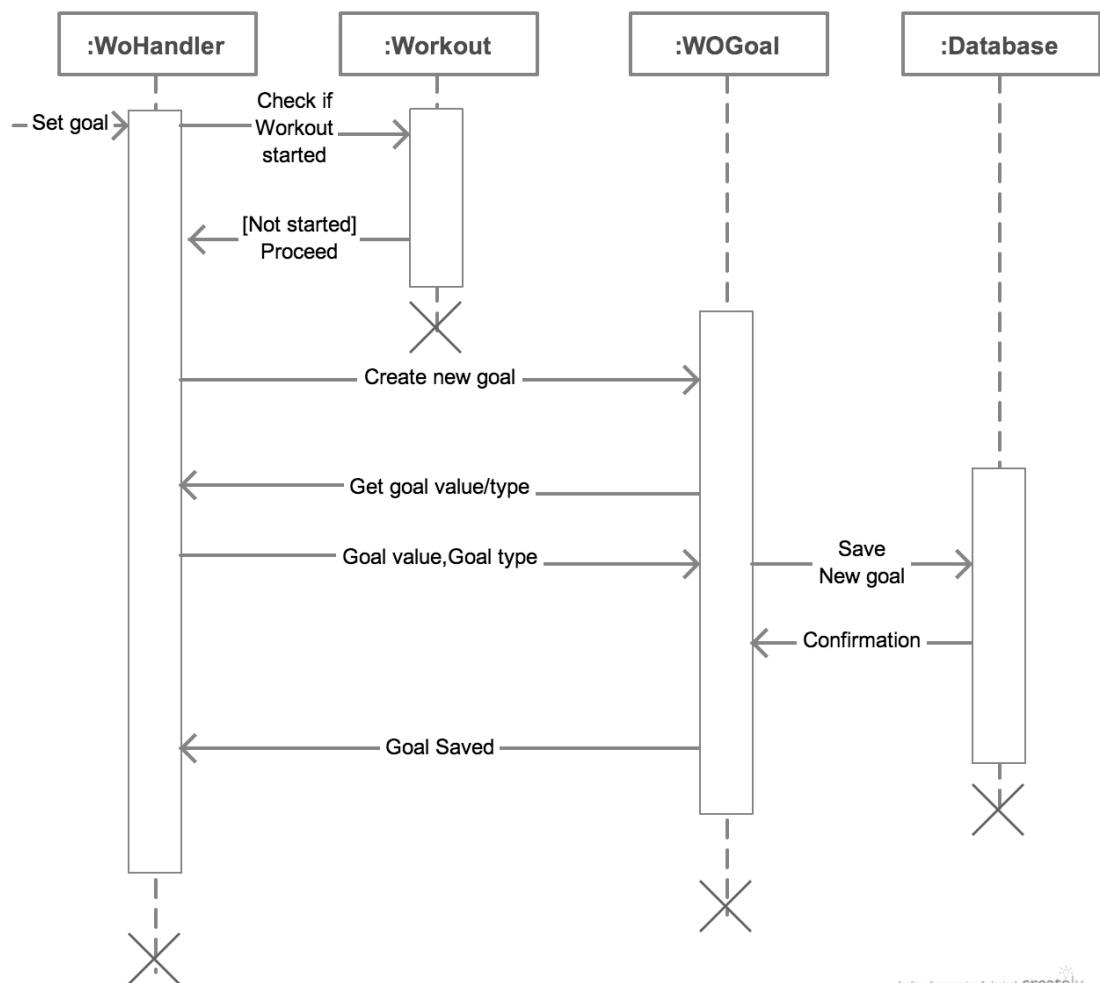 :WoHandler
:Workout
:WOGoal
:Database
Set goal
Check if
Workout
started
[Not started]
Proceed
Create new goal
Get goal value/type
Goal value,Goal type
Save
New goal
Confirmation
Goal Saved
creately